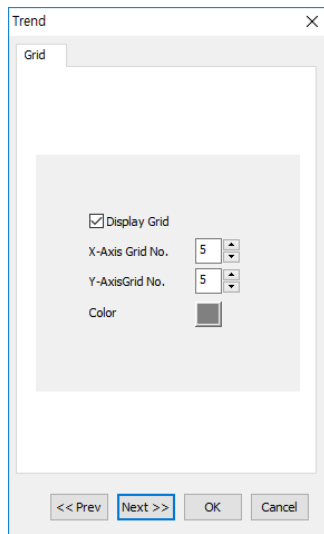 Trend
Grid
Display Grid
X-Axis Grid No. 5
Y-AxisGrid No. 5
Color
<< Prev Next >> OK Cancel